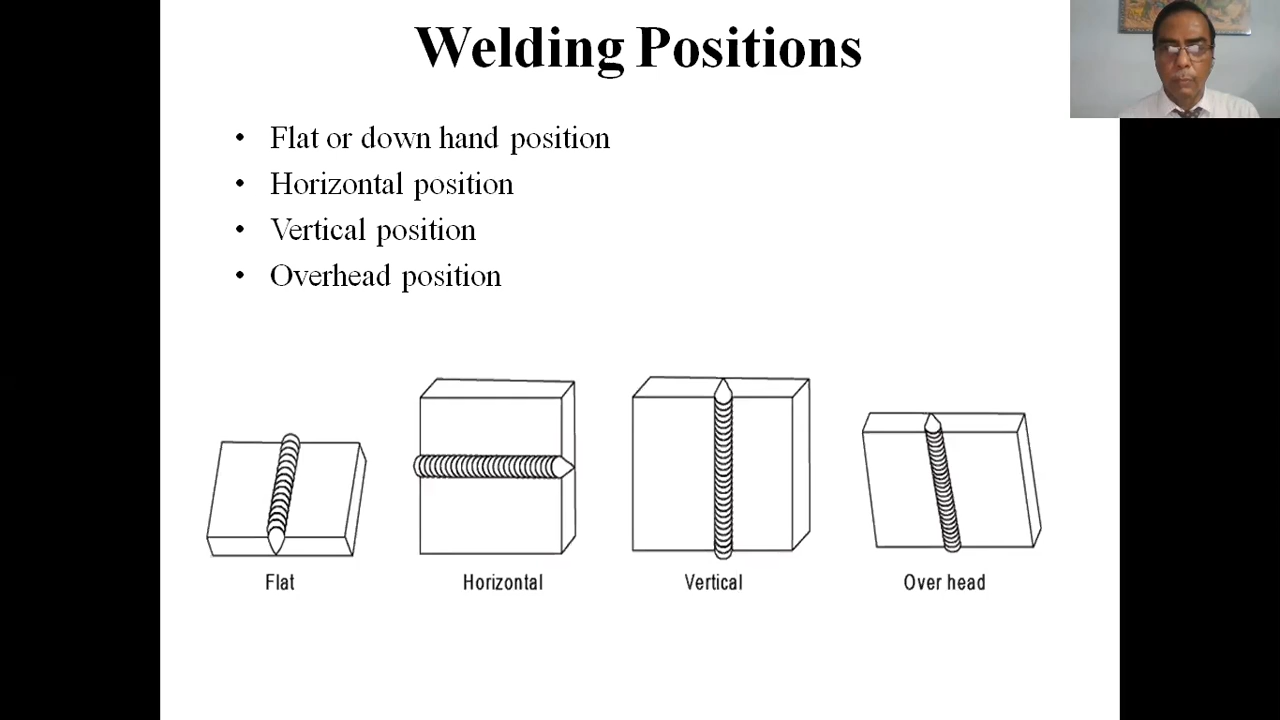 Welding Positions
• Flat or down hand position
• Horizontal position
• Vertical position
• Overhead position
Flat Horizontal Vertical Over head